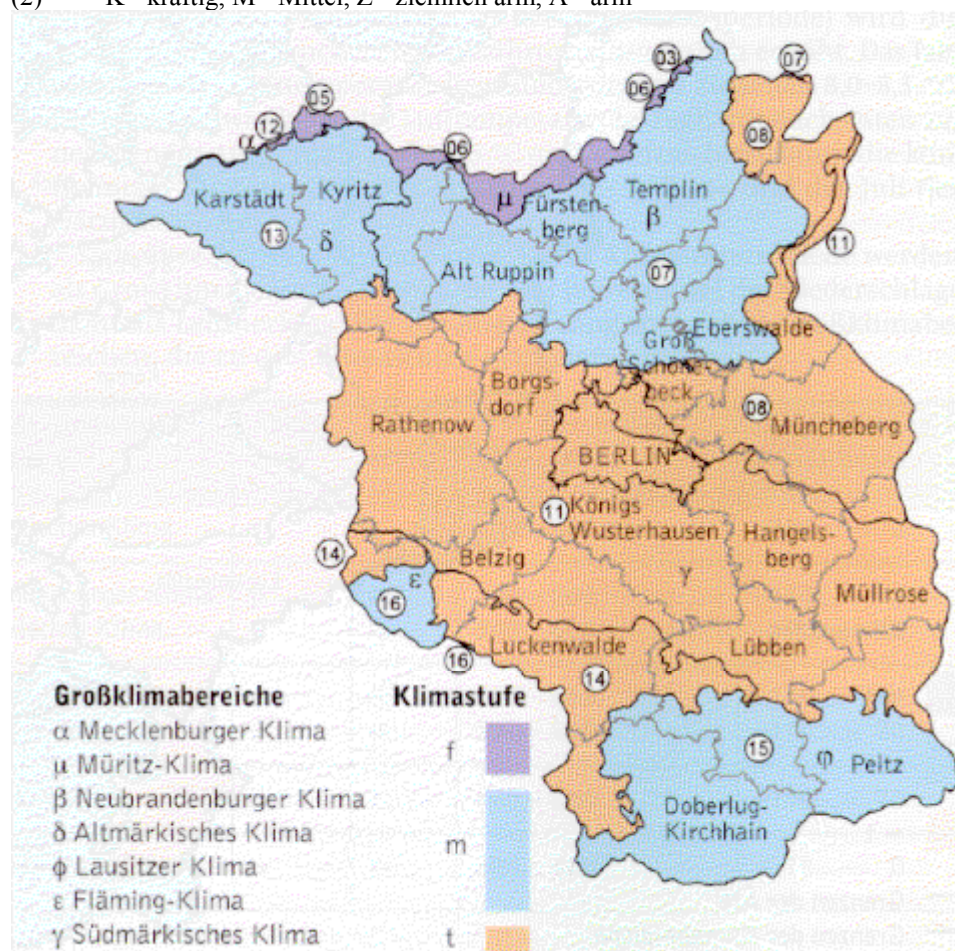 (2) K - kräftig, M - Mittel, Z - ziemlich arm, A - arm
03
07
05
06
12
α
06
08
Karstädt
Kyritz
μ
Fürsten-
berg
Templin
β
13
δ
Alt Ruppin
07
11
Eberswalde
Groß
Schöne-
beck
Borgs-
dorf
08
Müncheberg
Rathenow
BERLIN
11
Königs
Wusterhausen
Hangels-
berg
14
Belzig
γ
Müllrose
ε
16
Luckenwalde
Lübben
16
14
15
φ
Peitz
Doberlug-
Kirchhain
Großklimabereiche
Klimastufe
α Mecklenburger Klima
μ Müritz-Klima
f
β Neubrandenburger Klima
δ Altmärkisches Klima
ϕ Lausitzer Klima
ε Fläming-Klima
m
γ Südmärkisches Klima
t